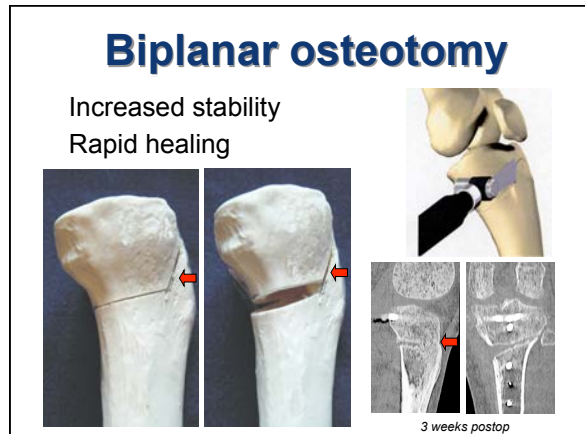 Biplanar osteotomy
Increased stability
Rapid healing
3 weeks postop